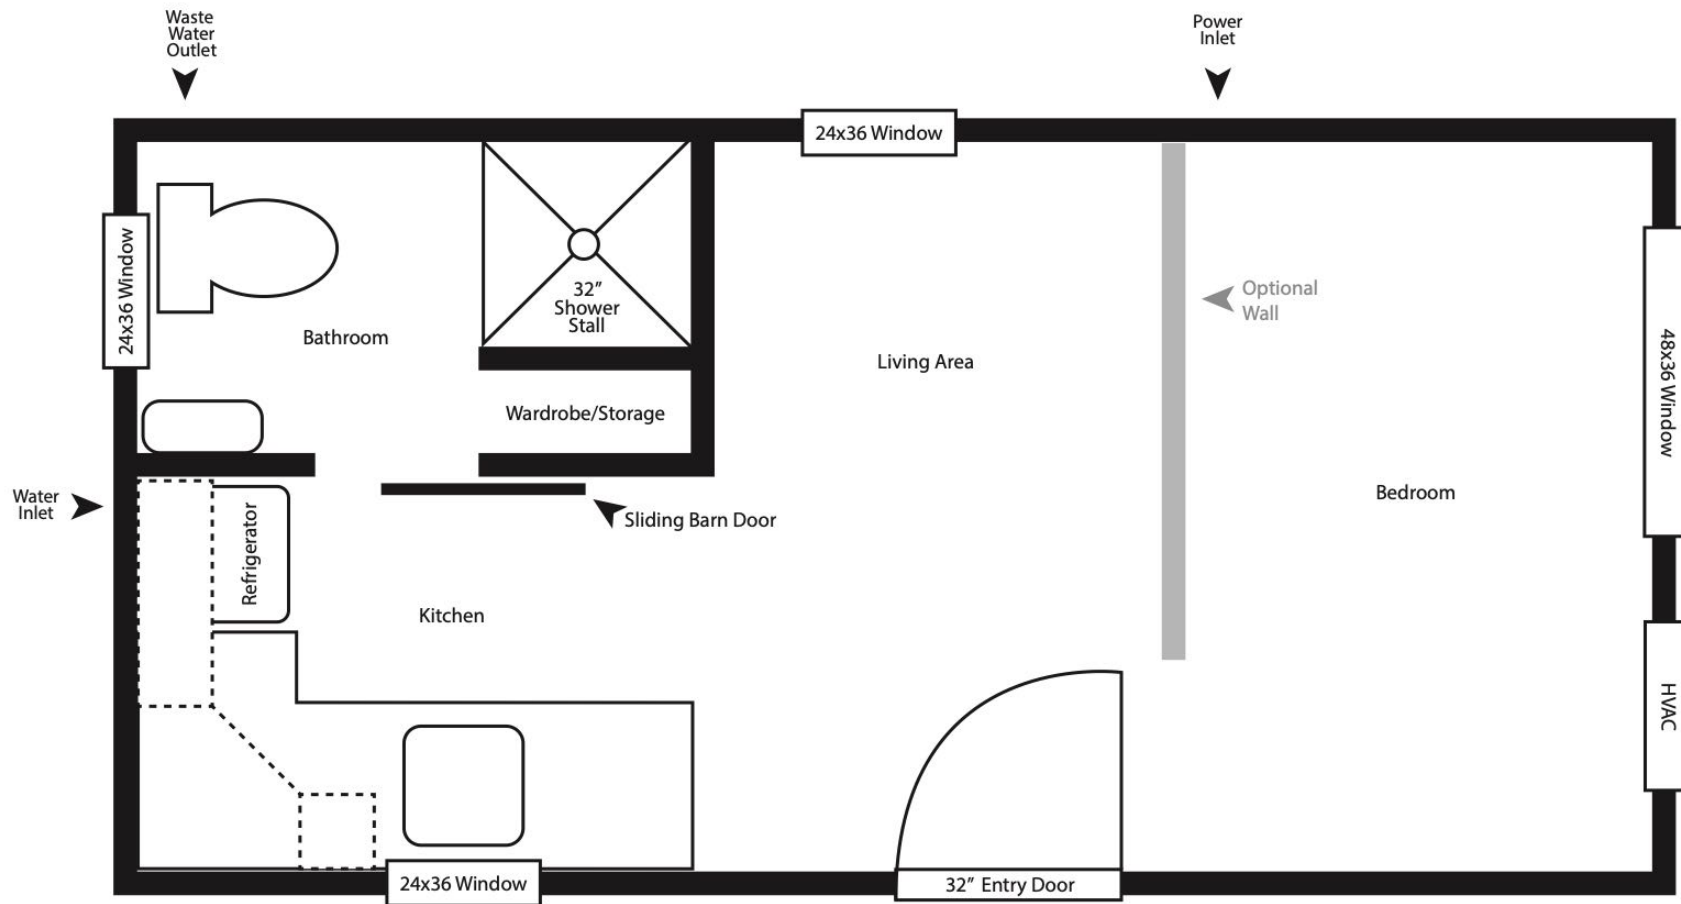 Waste
Water
Outlet
Power
Inlet
24x36 Window
24x36 Window
32” Shower
Stall
Bathroom
Optional
Wall
Living Area
48x36 Window
Wardrobe/Storage
Water
Inlet
Refrigerator
Sliding Barn Door
Bedroom
Kitchen
HVAC
24x36 Window
32” Entry Door